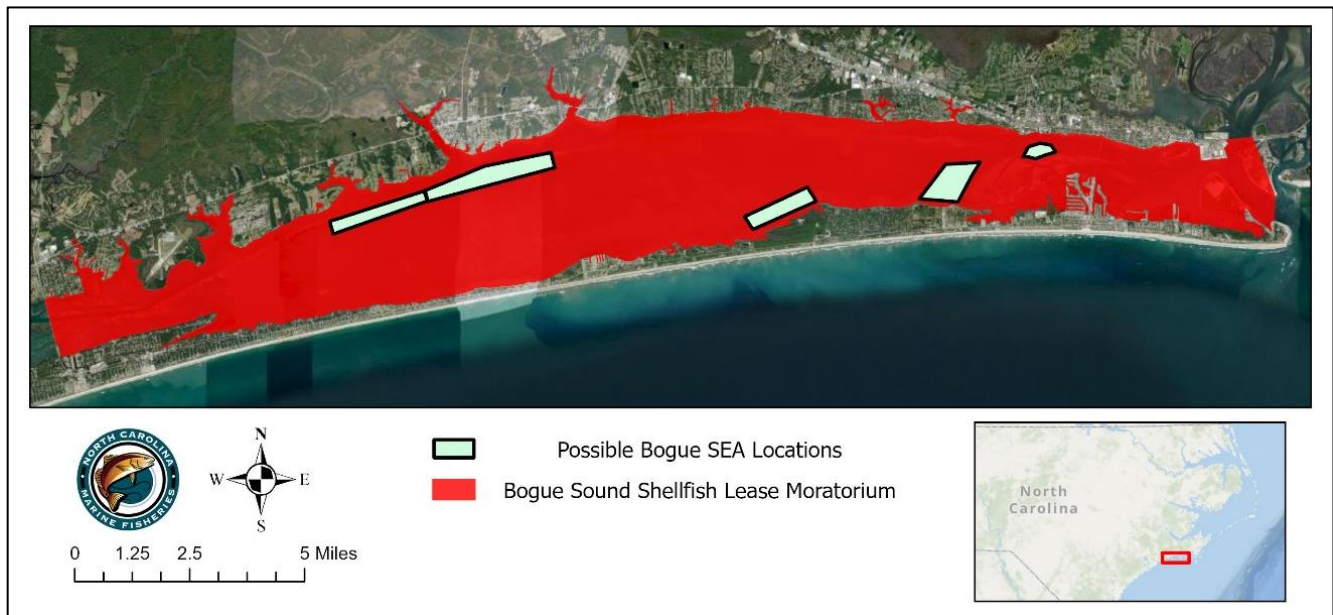 Possible Bogue SEA Locations
Bogue Sound Shellfish Lease Moratorium
NORTH CAROLINA
MARINE FISHERIES
N
W
E
S
0 1.25 2.5 5 Miles
North
Carolina